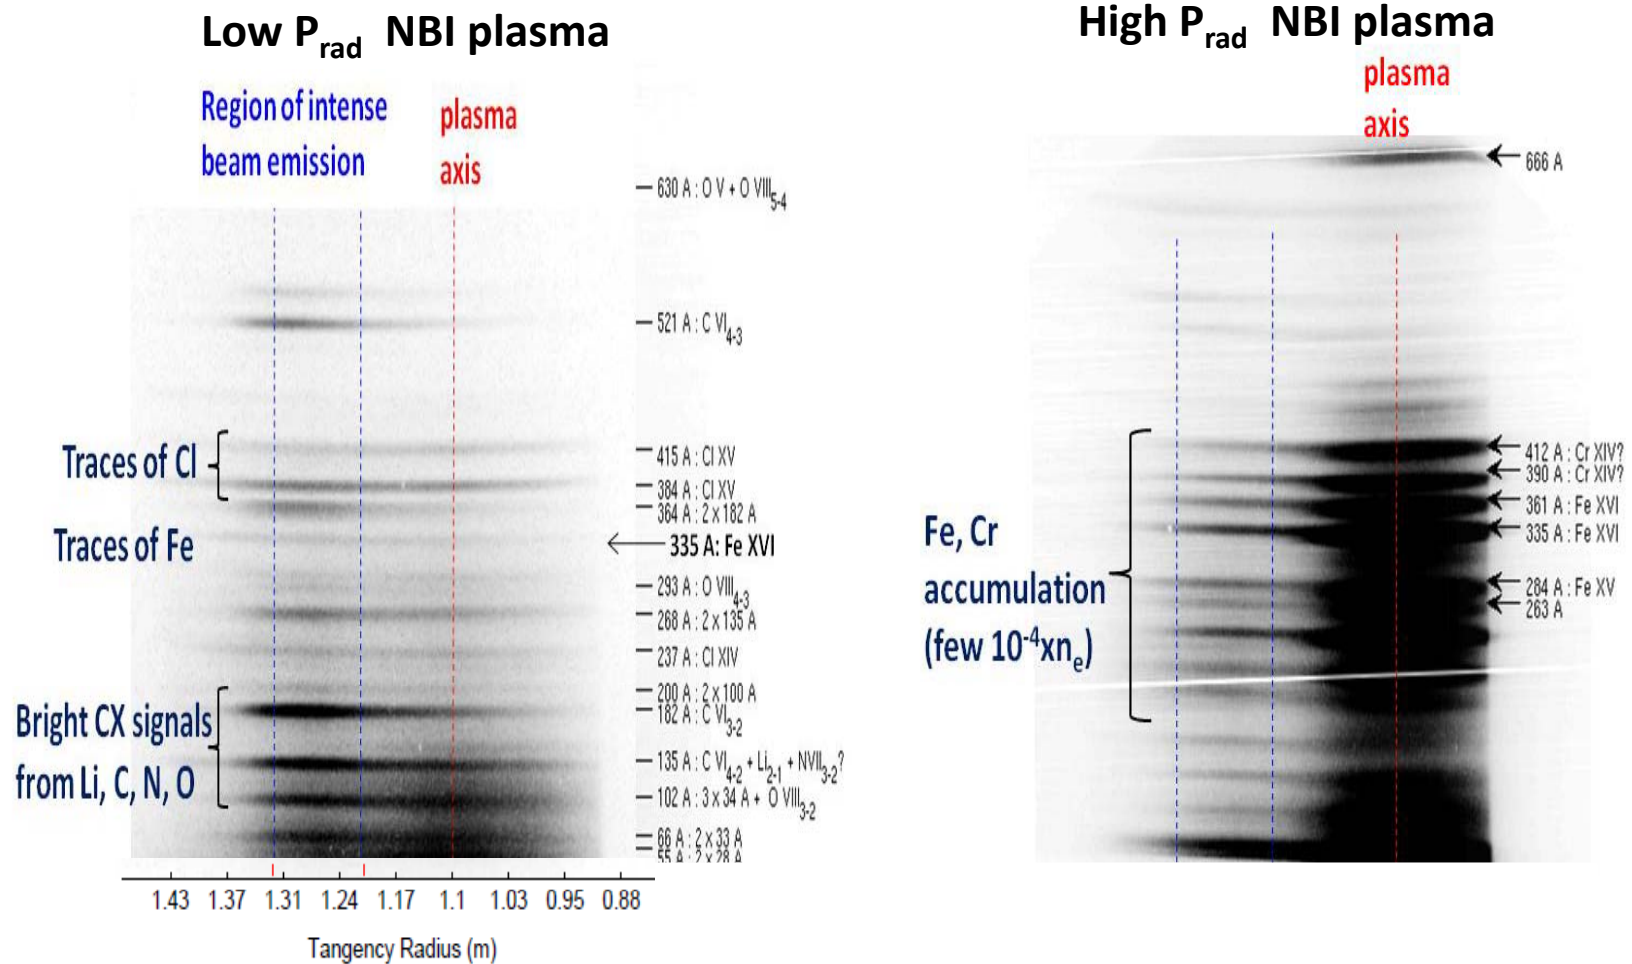 Low Prad NBI plasma
Region of intense
beam emission
plasma
axis
630 A : O V + O VIII5-4
521 A : C VI4-3
Traces of Cl
415 A : Cl XV
384 A : Cl XV
364 A : 2 x 182 A
Traces of Fe
335 A: Fe XVI
293 A : O VIII4-3
268 A : 2 x 135 A
237 A : Cl XIV
200 A : 2 x 100 A
182 A : C VI3-2
Bright CX signals
from Li, C, N, O
135 A : C VI4-2 + Li2-1 + NVII3-2?
102 A : 3 x 34 A + O VIII3-2
66 A : 2 x 33 A
55 A : 2 x 28 A
1.43 1.37 1.31 1.24 1.17 1.1 1.03 0.95 0.88
Tangency Radius (m)
High Prad NBI plasma
plasma
axis
666 A
412 A : Cr XIV?
390 A : Cr XIV?
361 A : Fe XVI
335 A : Fe XVI
284 A : Fe XV
263 A
Fe, Cr
accumulation
(few 10-4xne)